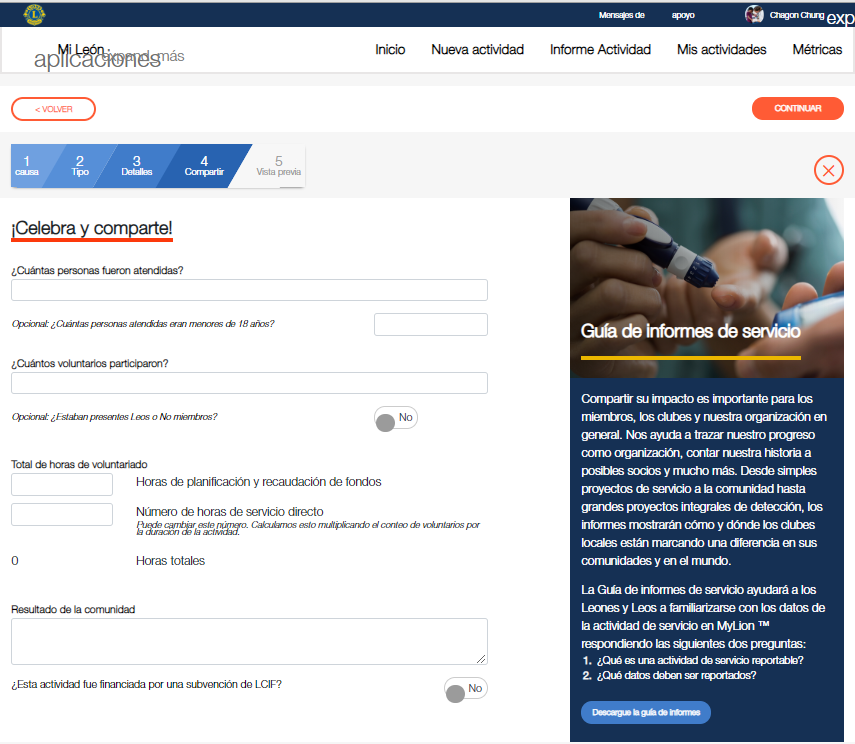 Mensajes de apoyo Chagon Chung exp
Mi León
aplicaciones
expand_más
Inicio Nueva actividad Informe Actividad Mis actividades Métricas
< VOLVER
CONTINUAR
1 causa
2 Tipo
3 Detalles
4 Compartir
5 Vista previa
¡Celebra y comparte!
¿Cuántas personas fueron atendidas?
Opcional: ¿Cuántas personas atendidas eran menores de 18 años?
¿Cuántos voluntarios participaron?
Opcional: ¿Estaban presentes Leos o No miembros?
No
Total de horas de voluntariado
Horas de planificación y recaudación de fondos
Número de horas de servicio directo
Puede cambiar este número. Calculamos esto multiplicando el conteo de voluntarios por
la duración de la actividad.
0 Horas totales
Resultado de la comunidad
¿Esta actividad fue financiada por una subvención de LCIF?
No
Guía de informes de servicio
Compartir su impacto es importante para los
miembros, los clubes y nuestra organización en
general. Nos ayuda a trazar nuestro progreso
como organización, contar nuestra historia a
posibles socios y mucho más. Desde simples
proyectos de servicio a la comunidad hasta
grandes proyectos integrales de detección, los
informes mostrarán cómo y dónde los clubes
locales están marcando una diferencia en sus
comunidades y en el mundo.
La Guía de informes de servicio ayudará a los
Leones y Leos a familiarizarse con los datos de
la actividad de servicio en MyLion ™
respondiendo las siguientes dos preguntas:
1. ¿Qué es una actividad de servicio reportable?
2. ¿Qué datos deben ser reportados?
Descargue la guía de informes